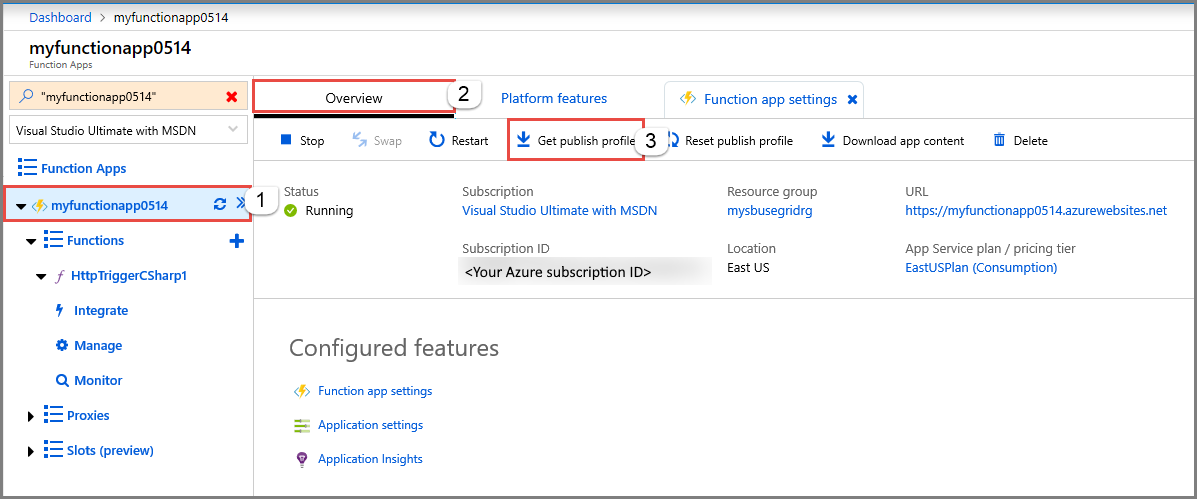 Dashboard > myfunctionapp0514
myfunctionapp0514
Function Apps
"myfunctionapp0514"
Visual Studio Ultimate with MSDN
Function Apps
myfunctionapp0514
1
Functions
HttpTriggerCSharp1
Integrate
Manage
Monitor
Proxies
Slots (preview)
Overview 2 Platform features Function app settings
Stop Swap Restart Get publish profile 3 Reset publish profile Download app content Delete
Status
Running
Subscription
Visual Studio Ultimate with MSDN
Resource group
mysbusegridrg
URL
https://myfunctionapp0514.azurewebsites.net
Subscription ID
<Your Azure subscription ID>
Location
East US
App Service plan / pricing tier
EastUSPlan (Consumption)
Configured features
Function app settings
Application settings
Application Insights